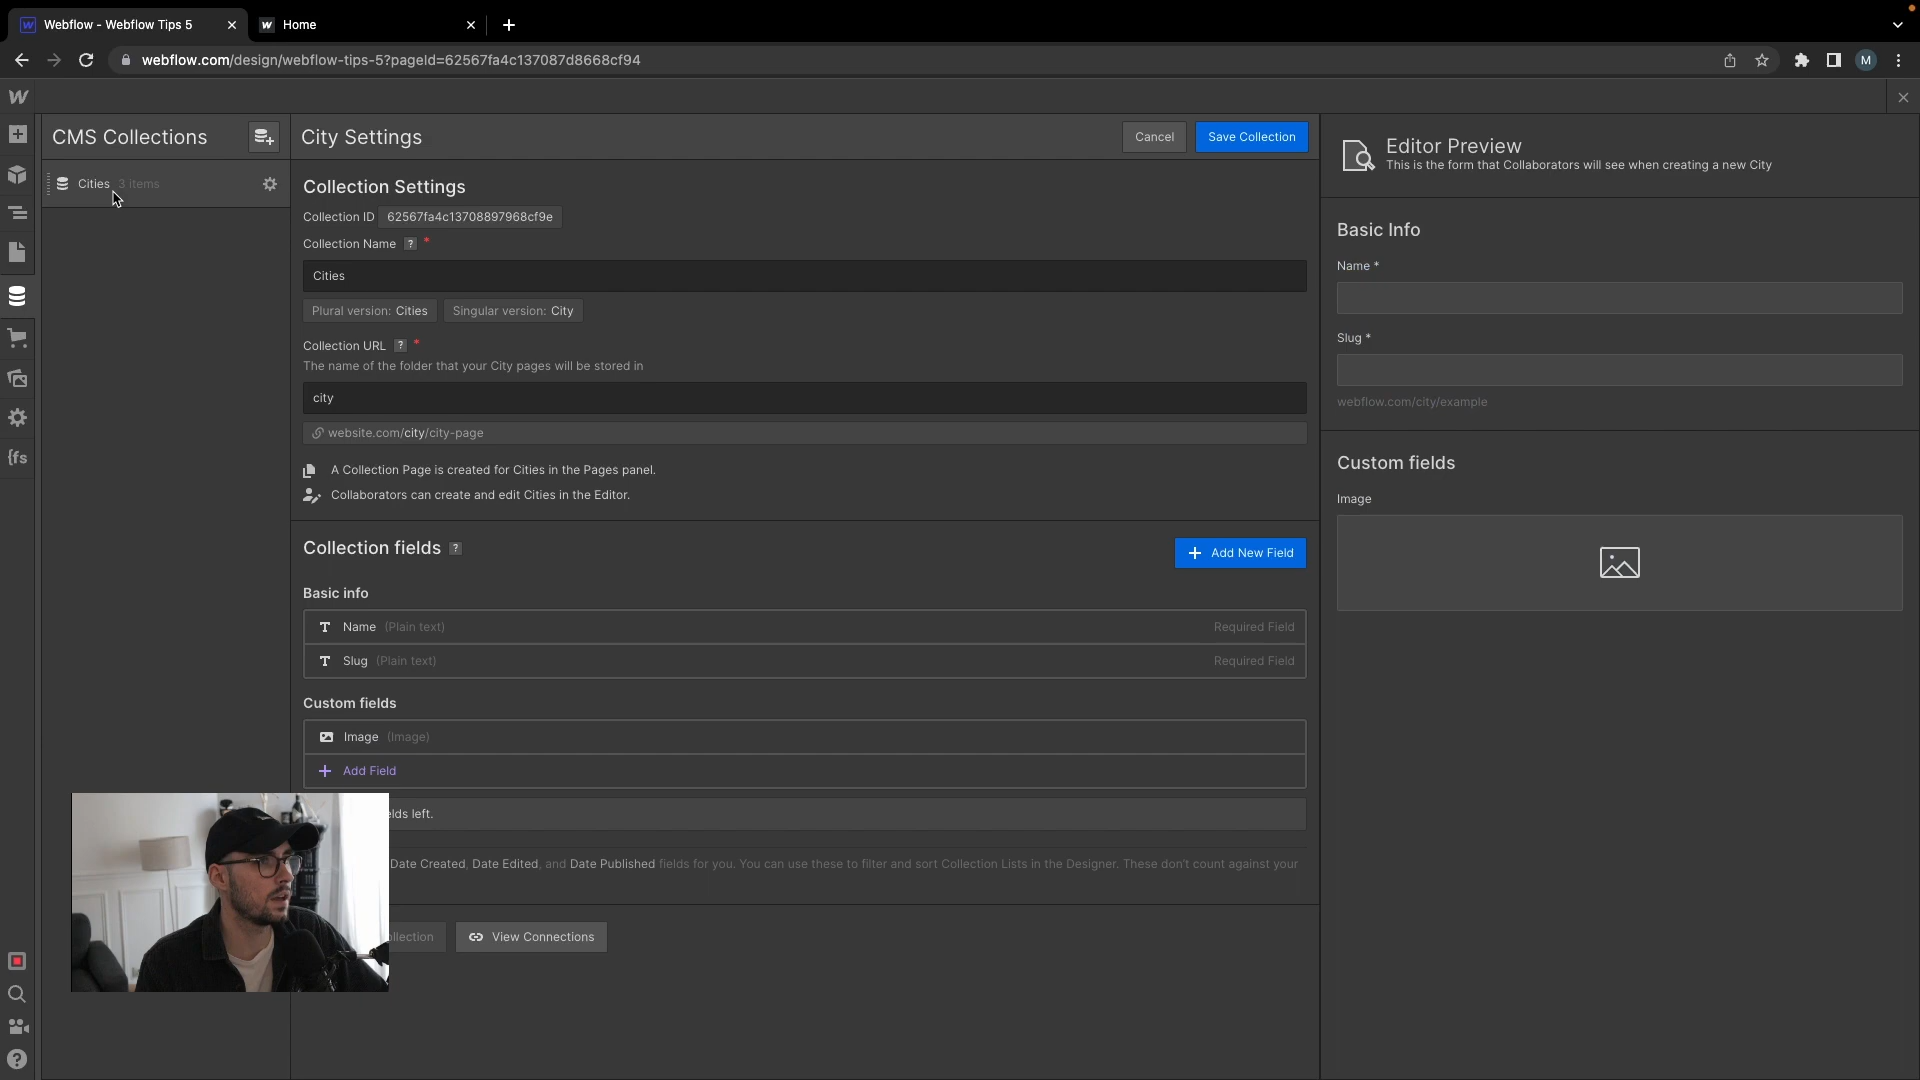 Webflow - Webflow Tips 5
Home
webflow.com/design/webflow-tips-5?pageId=62567fa4c137087d8668cf94
M
CMS Collections
City Settings
Cancel
Save Collection
Editor Preview
This is the form that Collaborators will see when creating a new City
Cities 3 items
Collection Settings
Collection ID 62567fa4c13708897968cf9e
Collection Name ? *
Cities
Plural version: Cities
Singular version: City
Collection URL ? *
The name of the folder that your City pages will be stored in
city
website.com/city/city-page
A Collection Page is created for Cities in the Pages panel.
Collaborators can create and edit Cities in the Editor.
Collection fields ?
+ Add New Field
Basic info
Name (Plain text) Required Field
Slug (Plain text) Required Field
Custom fields
Image (Image)
+ Add Field
elds left.
Date Created, Date Edited, and Date Published fields for you. You can use these to filter and sort Collection Lists in the Designer. These don't count against your
llection
View Connections
Basic Info
Name *
Slug *
webflow.com/city/example
Custom fields
Image
{fs